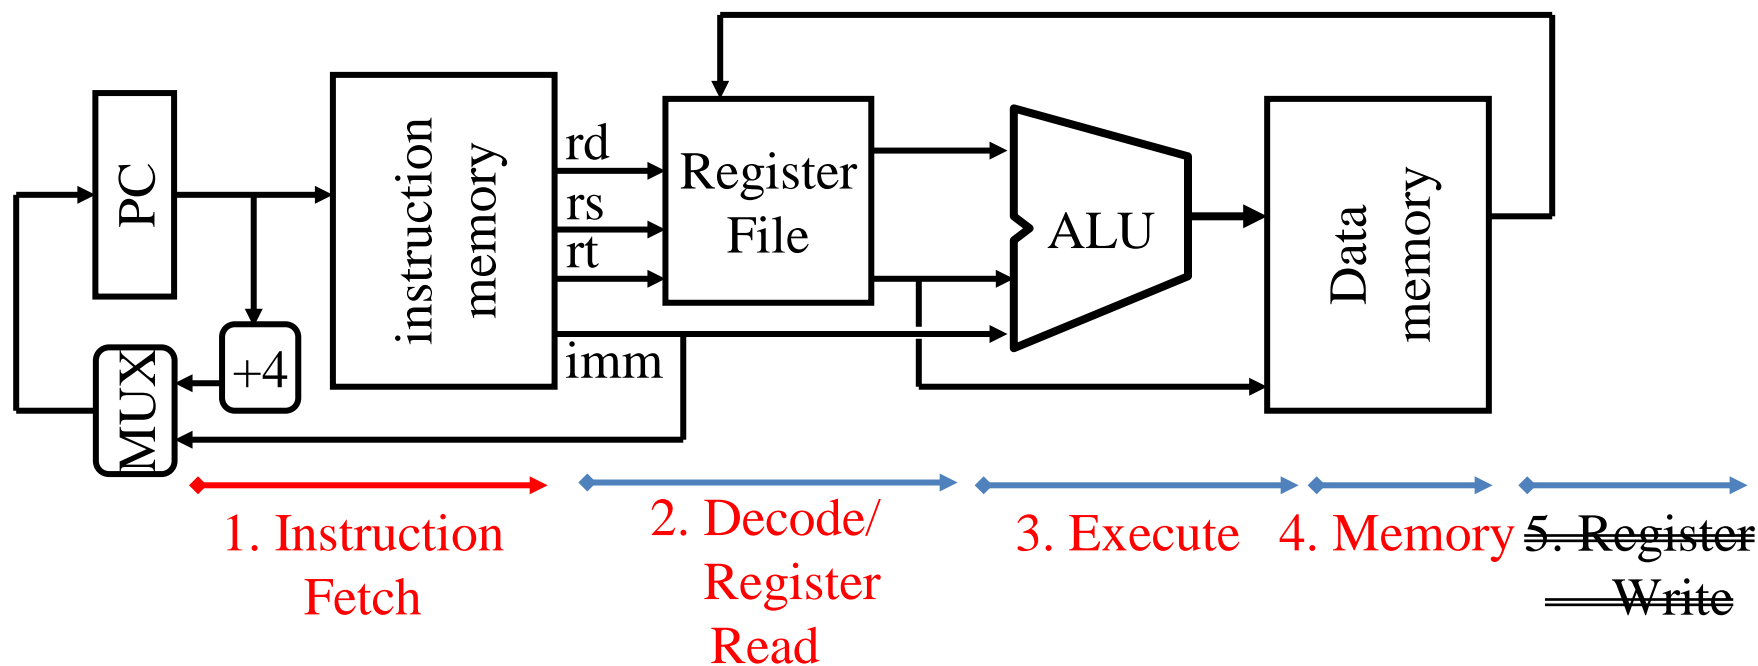 PC
instruction
memory
rd
rs
rt
imm
Register
File
ALU
Data
memory
+4
MUX
1. Instruction
Fetch
2. Decode/
Register
Read
3. Execute
4. Memory
5. Register
Write